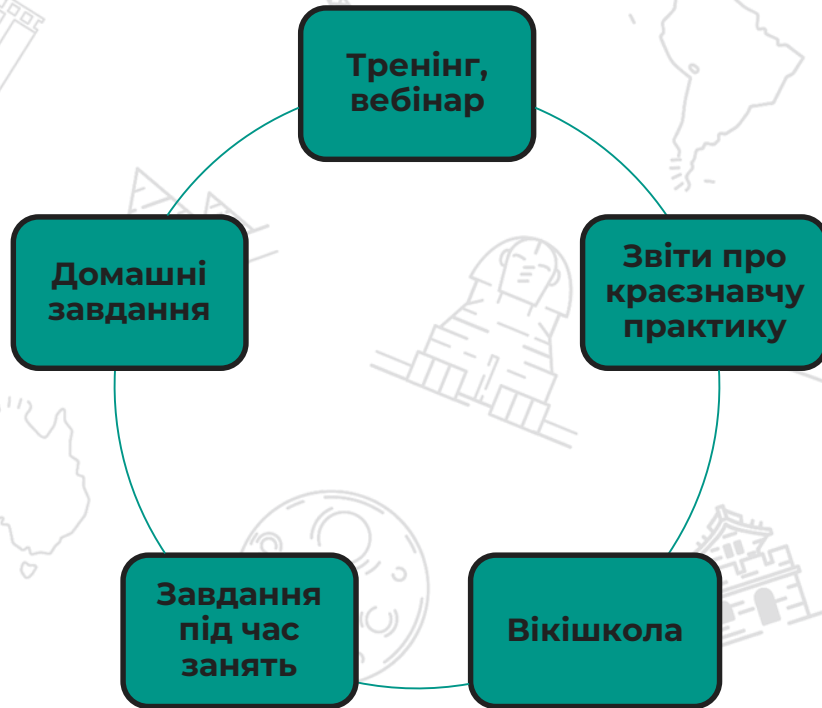 Тренінг,
вебінар
Звіти про
краєзнавчу
практику
Вікішкола
Завдання
під час
занять
Домашні
завдання